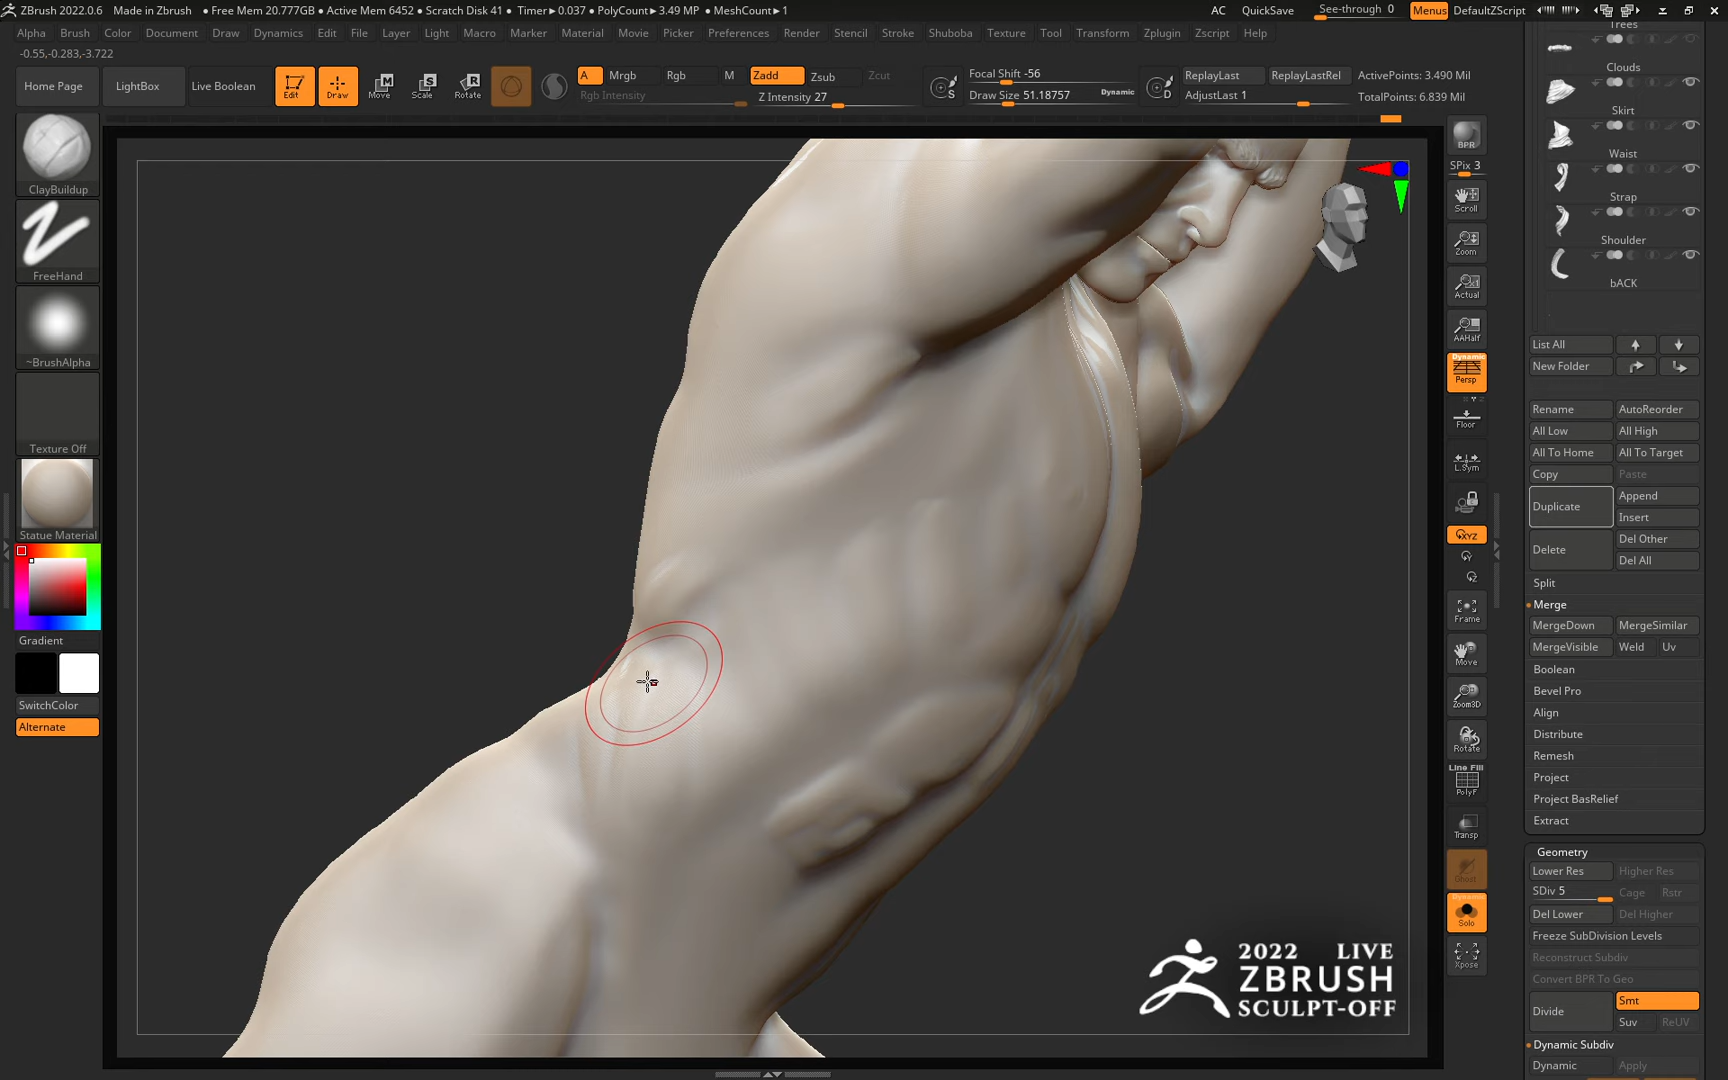 ZBrush 2022.0.6 Made in Zbrush • Free Mem 20.777GB • Active Mem 6452 • Scratch Disk 41 • Timer►0.037 • PolyCount►3.49 MP • MeshCount►1 AC QuickSave See-through 0 Menus DefaultZScript
Alpha Brush Color Document Draw Dynamics Edit File Layer Light Macro Marker Material Movie Picker Preferences Render Stencil Stroke Shuboba Texture Tool Transform Zplugin Zscript Help
-0.55,-0.283,-3.722
Home Page LightBox Live Boolean Edit Draw Move Scale Rotate
A Mrgb Rgb M Zadd Zsub Zcut
Rgb Intensity Z Intensity 27
S Focal Shift -56
Draw Size 51.18757 Dynamic
D ReplayLast ReplayLastRel ActivePoints: 3.490 Mil
AdjustLast 1 TotalPoints: 6.839 Mil
ClayBuildup
FreeHand
~BrushAlpha
Texture Off
Statue Material
Gradient
SwitchColor
Alternate
BPR
SPix 3
Scroll
Zoom
Actual
AAHalf
Dynamic
Persp
Floor
L.Sym
XYZ
Frame
Move
Zoom3D
Rotate
Line Fill
PolyF
Transp
Ghost
Dynamic
Solo
Xpose
Trees
Clouds
Skirt
Waist
Strap
Shoulder
bACK
List All
New Folder
Rename AutoReorder
All Low All High
All To Home All To Target
Copy Paste
Duplicate Append
Insert
Delete Del Other
Del All
Split
Merge
MergeDown MergeSimilar
MergeVisible Weld Uv
Boolean
Bevel Pro
Align
Distribute
Remesh
Project
Project BasRelief
Extract
Geometry
Lower Res Higher Res
SDiv 5 Cage Rstr
Del Lower Del Higher
Freeze SubDivision Levels
Reconstruct Subdiv
Convert BPR To Geo
Divide Smt
Suv ReUV
Dynamic Subdiv
Dynamic Apply
2022 LIVE
ZBRUSH
SCULPT-OFF